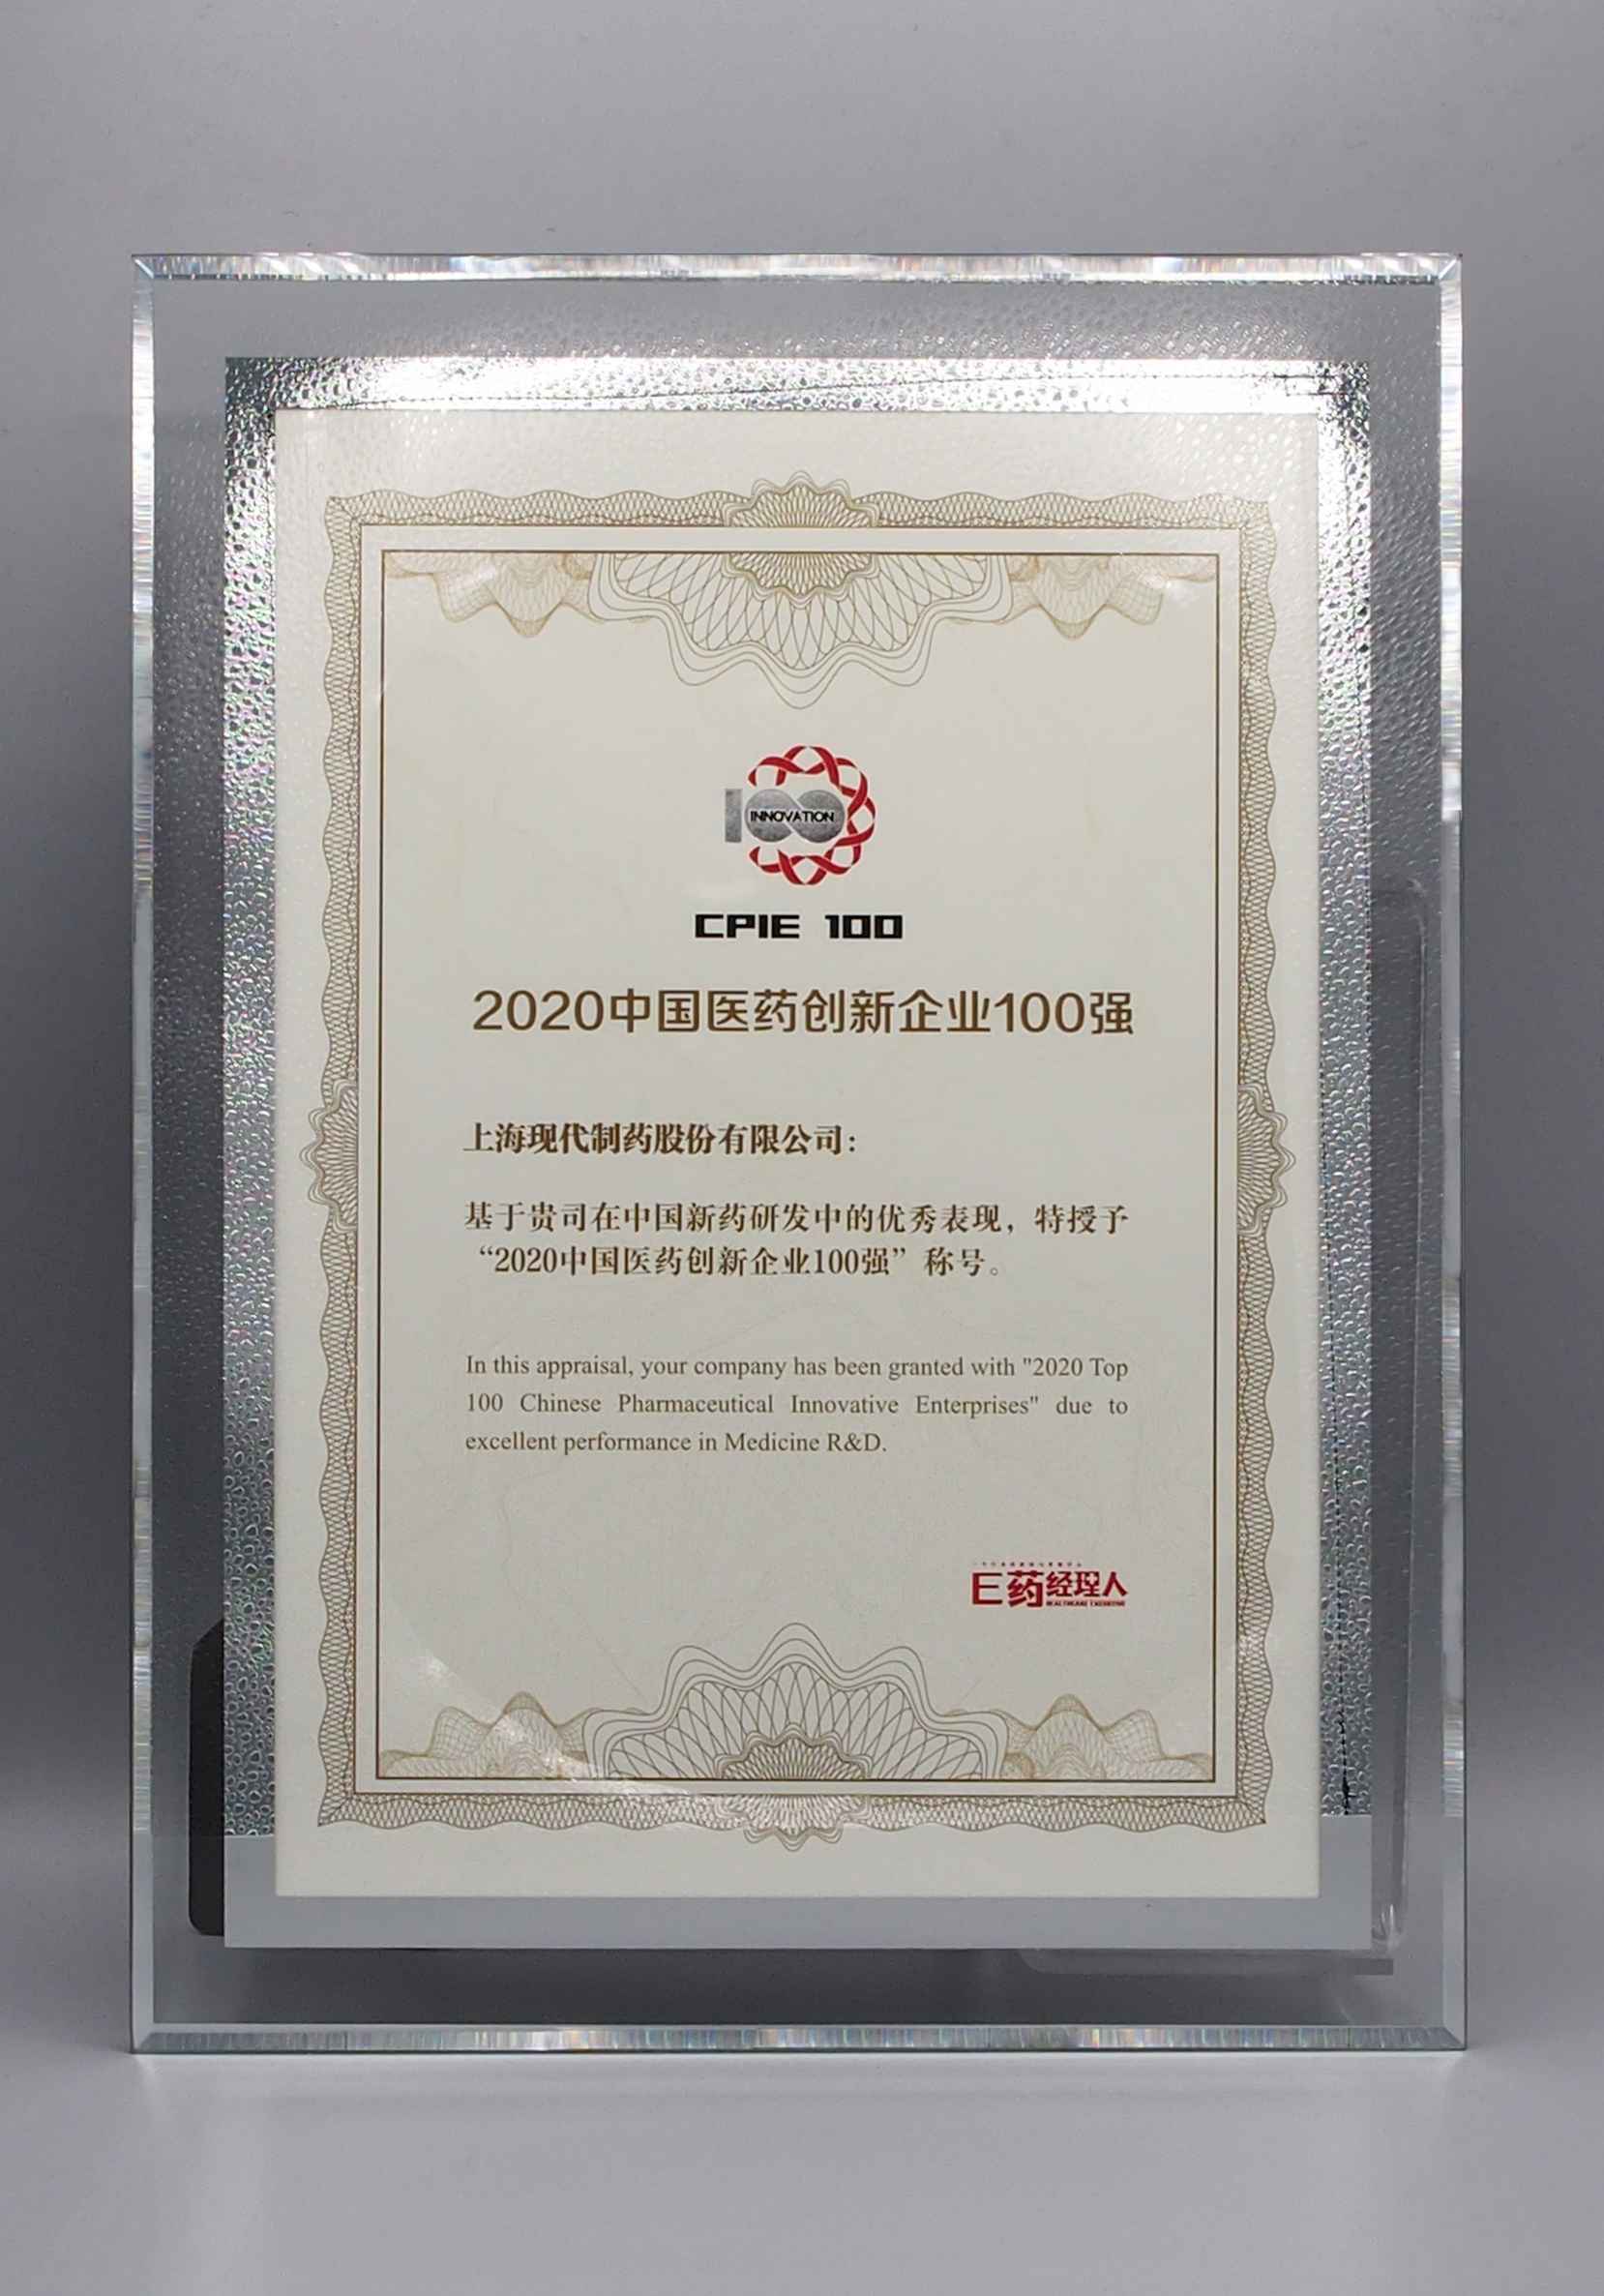 INNOVATION
CPIE 100
2020中国医药创新企业100强
上海现代制药股份有限公司：
基于贵司在中国新药研发中的优秀表现，特授予
“2020中国医药创新企业100强”称号。
In this appraisal, your company has been granted with "2020 Top
100 Chinese Pharmaceutical Innovative Enterprises" due to
excellent performance in Medicine R&D.
E药经理人
HEALTHCARE EXECUTIVE